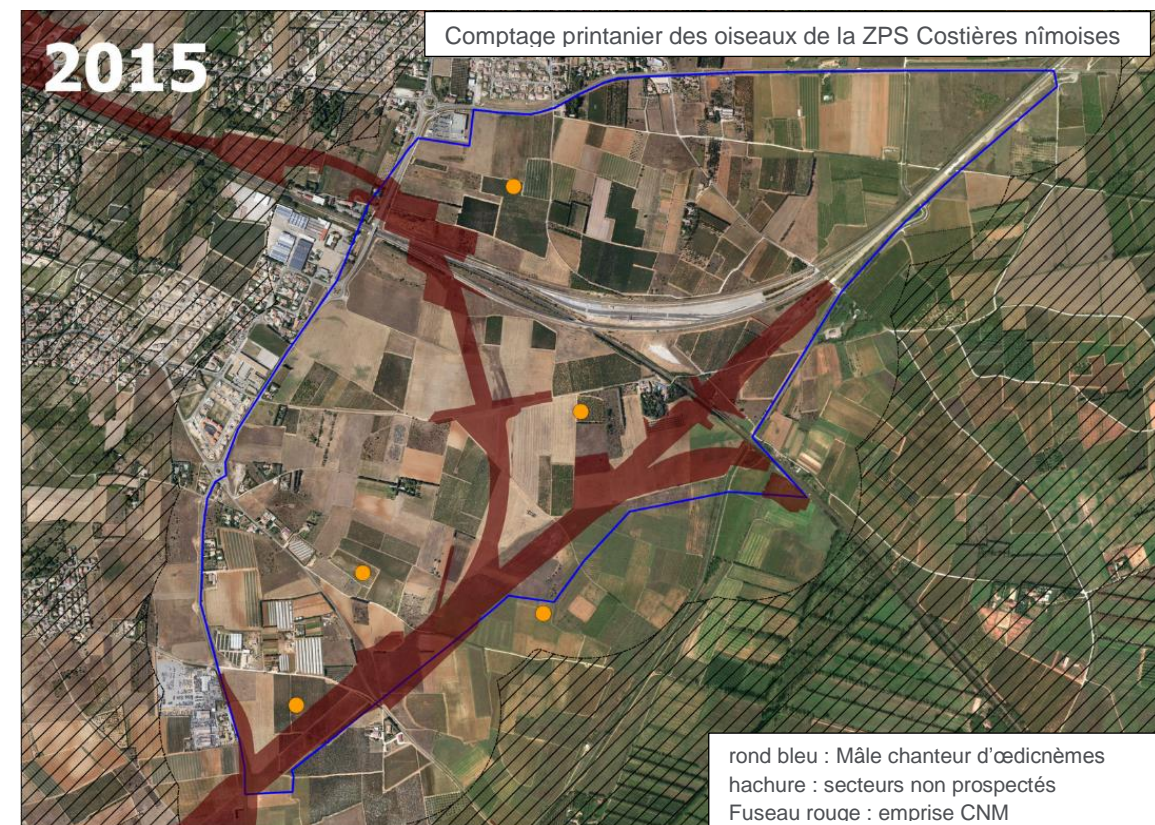 2015
Comptage printanier des oiseaux de la ZPS Costières nîmoises
rond bleu : Mâle chanteur d'œdicnèmes
hachure : secteurs non prospectés
Fuseau rouge : emprise CNM